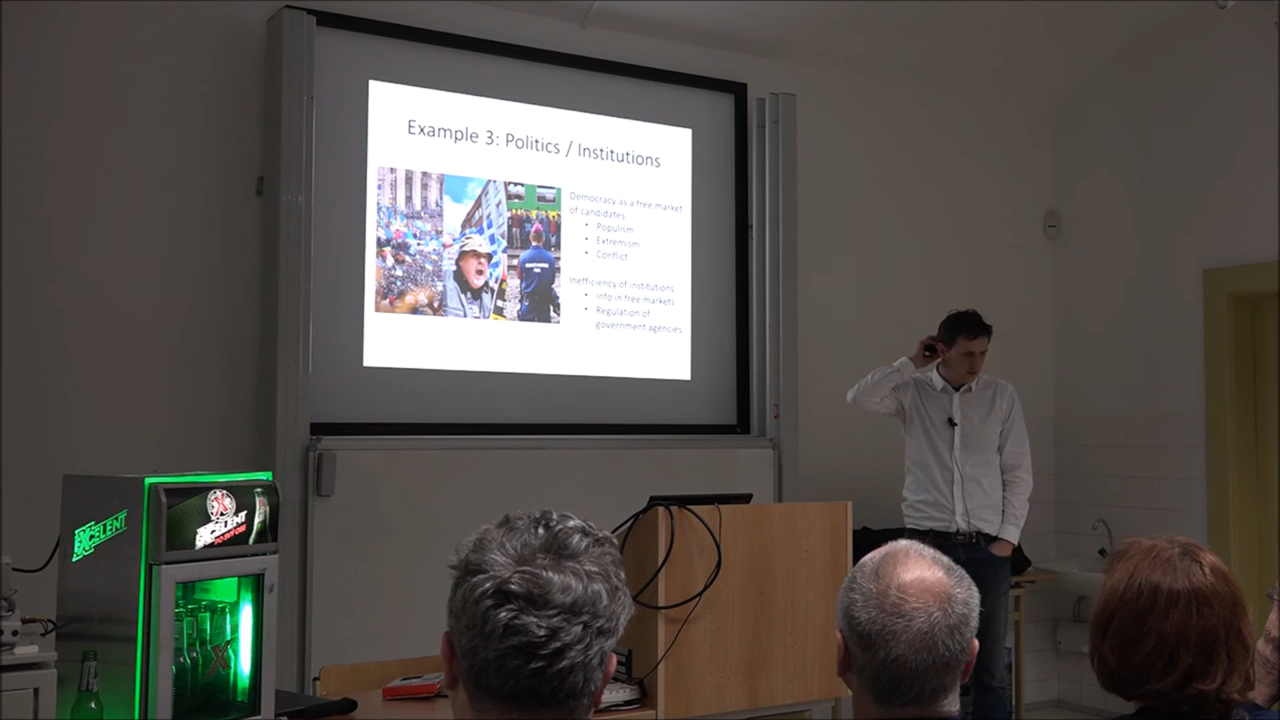 Example 3: Politics / Institutions
Democracy as a free market
of candidates:
• Populism
• Extremism
• Conflict
Inefficiency of institutions
• Info in free markets
• Regulation of
government agencies
EXCELENT
EXCELENT